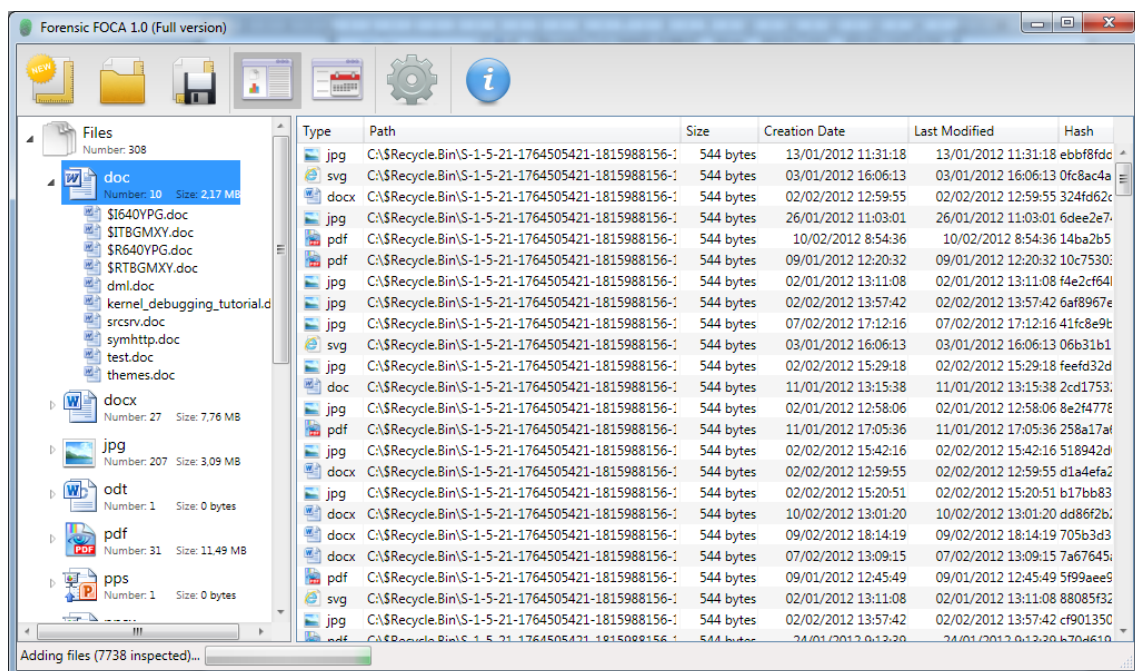 Forensic FOCA 1.0 (Full version)
NEW
Files
Number: 308
doc
Number: 10 Size: 2,17 MB
$I640YPG.doc
$ITBGMXY.doc
$R640YPG.doc
$RTBGMXY.doc
dml.doc
kernel_debugging_tutorial.d
srcsrv.doc
symhttp.doc
test.doc
themes.doc
docx
Number: 27 Size: 7,76 MB
jpg
Number: 207 Size: 3,09 MB
odt
Number: 1 Size: 0 bytes
pdf
Number: 31 Size: 11,49 MB
pps
Number: 1 Size: 0 bytes
Type Path Size Creation Date Last Modified Hash
jpg C:\$Recycle.Bin\S-1-5-21-1764505421-1815988156-1 544 bytes 13/01/2012 11:31:18 13/01/2012 11:31:18 ebbf8fdc
svg C:\$Recycle.Bin\S-1-5-21-1764505421-1815988156-1 544 bytes 03/01/2012 16:06:13 03/01/2012 16:06:13 0fc8ac4a
docx C:\$Recycle.Bin\S-1-5-21-1764505421-1815988156-1 544 bytes 02/02/2012 12:59:55 02/02/2012 12:59:55 324fd62c
jpg C:\$Recycle.Bin\S-1-5-21-1764505421-1815988156-1 544 bytes 26/01/2012 11:03:01 26/01/2012 11:03:01 6dee2e74
pdf C:\$Recycle.Bin\S-1-5-21-1764505421-1815988156-1 544 bytes 10/02/2012 8:54:36 10/02/2012 8:54:36 14ba2b5
pdf C:\$Recycle.Bin\S-1-5-21-1764505421-1815988156-1 544 bytes 09/01/2012 12:20:32 09/01/2012 12:20:32 10c75303
jpg C:\$Recycle.Bin\S-1-5-21-1764505421-1815988156-1 544 bytes 02/01/2012 13:11:08 02/01/2012 13:11:08 f4e2cf64
jpg C:\$Recycle.Bin\S-1-5-21-1764505421-1815988156-1 544 bytes 02/02/2012 13:57:42 02/02/2012 13:57:42 6af8967e
jpg C:\$Recycle.Bin\S-1-5-21-1764505421-1815988156-1 544 bytes 07/02/2012 17:12:16 07/02/2012 17:12:16 41fc8e9b
svg C:\$Recycle.Bin\S-1-5-21-1764505421-1815988156-1 544 bytes 03/01/2012 16:06:13 03/01/2012 16:06:13 06b31b1
jpg C:\$Recycle.Bin\S-1-5-21-1764505421-1815988156-1 544 bytes 02/02/2012 15:29:18 02/02/2012 15:29:18 feefd32d
doc C:\$Recycle.Bin\S-1-5-21-1764505421-1815988156-1 544 bytes 11/01/2012 13:15:38 11/01/2012 13:15:38 2cd1753
jpg C:\$Recycle.Bin\S-1-5-21-1764505421-1815988156-1 544 bytes 02/01/2012 12:58:06 02/01/2012 12:58:06 8e2f4778
pdf C:\$Recycle.Bin\S-1-5-21-1764505421-1815988156-1 544 bytes 11/01/2012 17:05:36 11/01/2012 17:05:36 258a17a6
jpg C:\$Recycle.Bin\S-1-5-21-1764505421-1815988156-1 544 bytes 02/02/2012 15:42:16 02/02/2012 15:42:16 518942d
docx C:\$Recycle.Bin\S-1-5-21-1764505421-1815988156-1 544 bytes 02/02/2012 12:59:55 02/02/2012 12:59:55 d1a4efa2
jpg C:\$Recycle.Bin\S-1-5-21-1764505421-1815988156-1 544 bytes 02/02/2012 15:20:51 02/02/2012 15:20:51 b17bb83
docx C:\$Recycle.Bin\S-1-5-21-1764505421-1815988156-1 544 bytes 10/02/2012 13:01:20 10/02/2012 13:01:20 dd86f2b
docx C:\$Recycle.Bin\S-1-5-21-1764505421-1815988156-1 544 bytes 09/02/2012 18:14:19 09/02/2012 18:14:19 705b3d3
docx C:\$Recycle.Bin\S-1-5-21-1764505421-1815988156-1 544 bytes 07/02/2012 13:09:15 07/02/2012 13:09:15 7a67645
pdf C:\$Recycle.Bin\S-1-5-21-1764505421-1815988156-1 544 bytes 09/01/2012 12:45:49 09/01/2012 12:45:49 5f99aee9
svg C:\$Recycle.Bin\S-1-5-21-1764505421-1815988156-1 544 bytes 02/01/2012 13:11:08 02/01/2012 13:11:08 88085f32
jpg C:\$Recycle.Bin\S-1-5-21-1764505421-1815988156-1 544 bytes 02/02/2012 13:57:42 02/02/2012 13:57:42 cf901350
pdf C:\$Recycle.Bin\S-1-5-21-1764505421-1815988156-1 544 bytes 24/01/2012 9:13:39 24/01/2012 9:13:39 b70d619
Adding files (7738 inspected)...